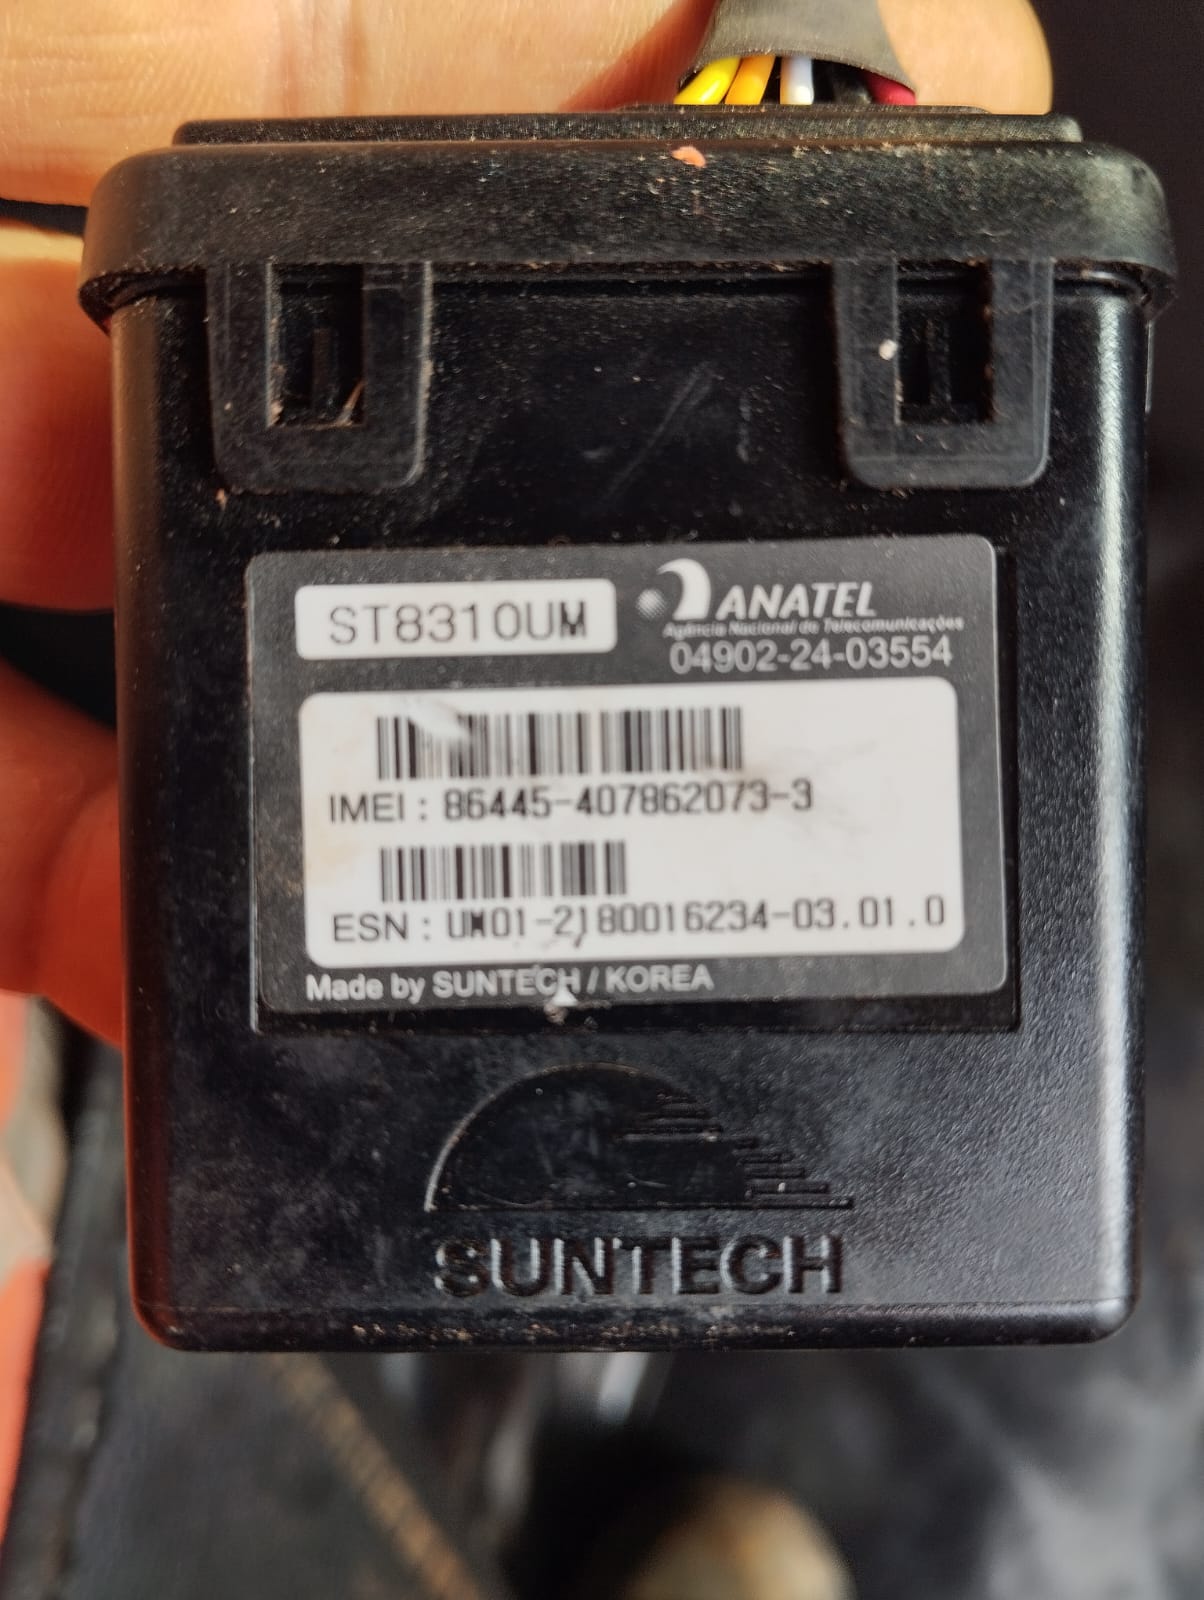 ST8310UM
ANATEL
Agência Nacional de Telecomunicações
04902-24-03554
IMEI : 86445-407862073-3
ESN : UM01-2180016234-03.01.0
Made by SUNTECH / KOREA
SUNTECH